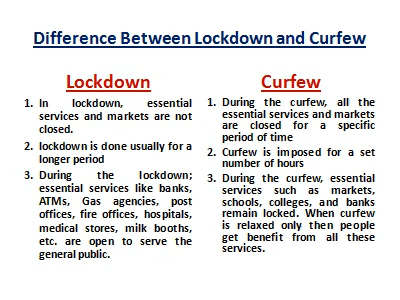 Difference Between Lockdown and Curfew
Lockdown
1. In lockdown, essential
services and markets are not
closed.
2. lockdown is done usually for a
longer period
3. During the lockdown;
essential services like banks,
ATMs, Gas agencies, post
offices, fire offices, hospitals,
medical stores, milk booths,
etc. are open to serve the
general public.
Curfew
1. During the curfew, all the
essential services and markets
are closed for a specific
period of time
2. Curfew is imposed for a set
number of hours
3. During the curfew, essential
services such as markets,
schools, colleges, and banks
remain locked. When curfew
is relaxed only then people
get benefit from all these
services.